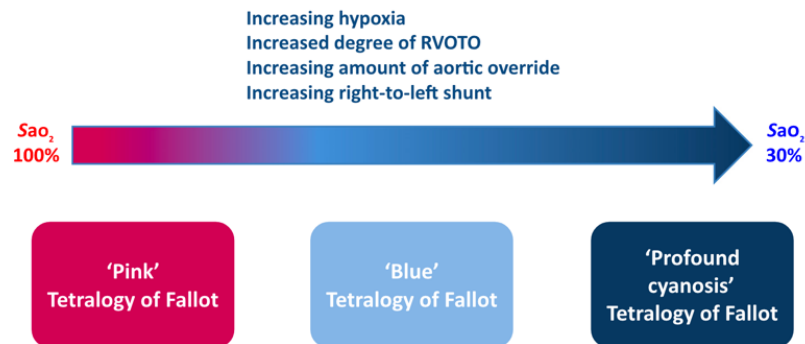 Increasing hypoxia
Increased degree of RVOTO
Increasing amount of aortic override
Increasing right-to-left shunt
Sao₂
100%
Sao₂
30%
‘Pink’
Tetralogy of Fallot
‘Blue’
Tetralogy of Fallot
‘Profound
cyanosis’
Tetralogy of Fallot